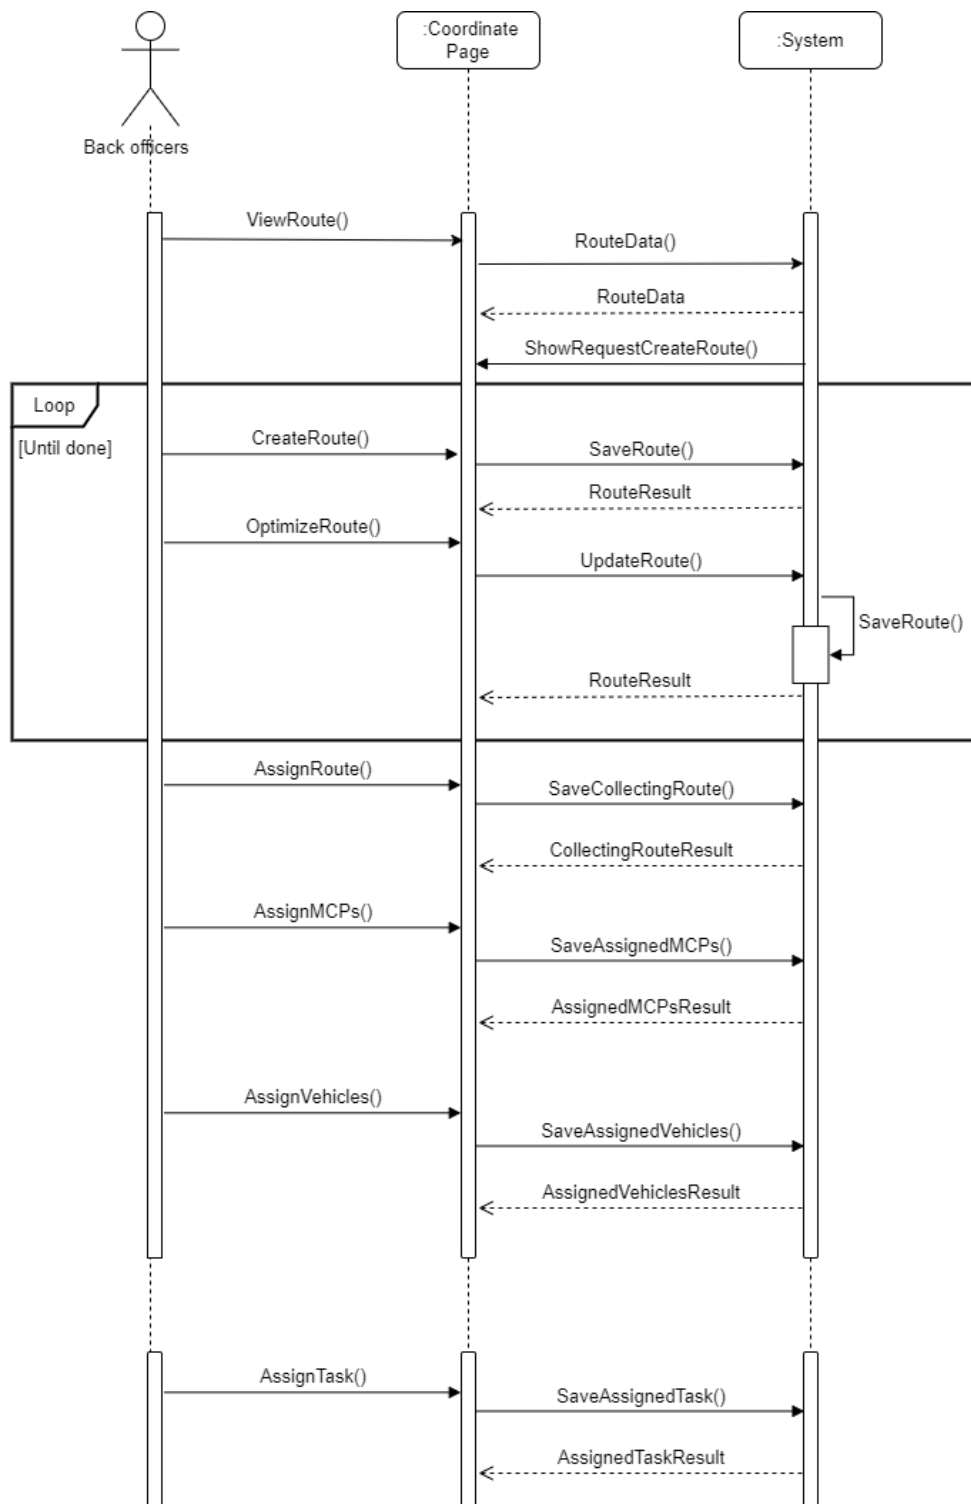 :Coordinate
Page
:System
Back officers
ViewRoute()
RouteData()
RouteData
ShowRequestCreateRoute()
Loop
[Until done]
CreateRoute()
SaveRoute()
RouteResult
OptimizeRoute()
UpdateRoute()
SaveRoute()
RouteResult
AssignRoute()
SaveCollectingRoute()
CollectingRouteResult
AssignMCPs()
SaveAssignedMCPs()
AssignedMCPsResult
AssignVehicles()
SaveAssignedVehicles()
AssignedVehiclesResult
AssignTask()
SaveAssignedTask()
AssignedTaskResult